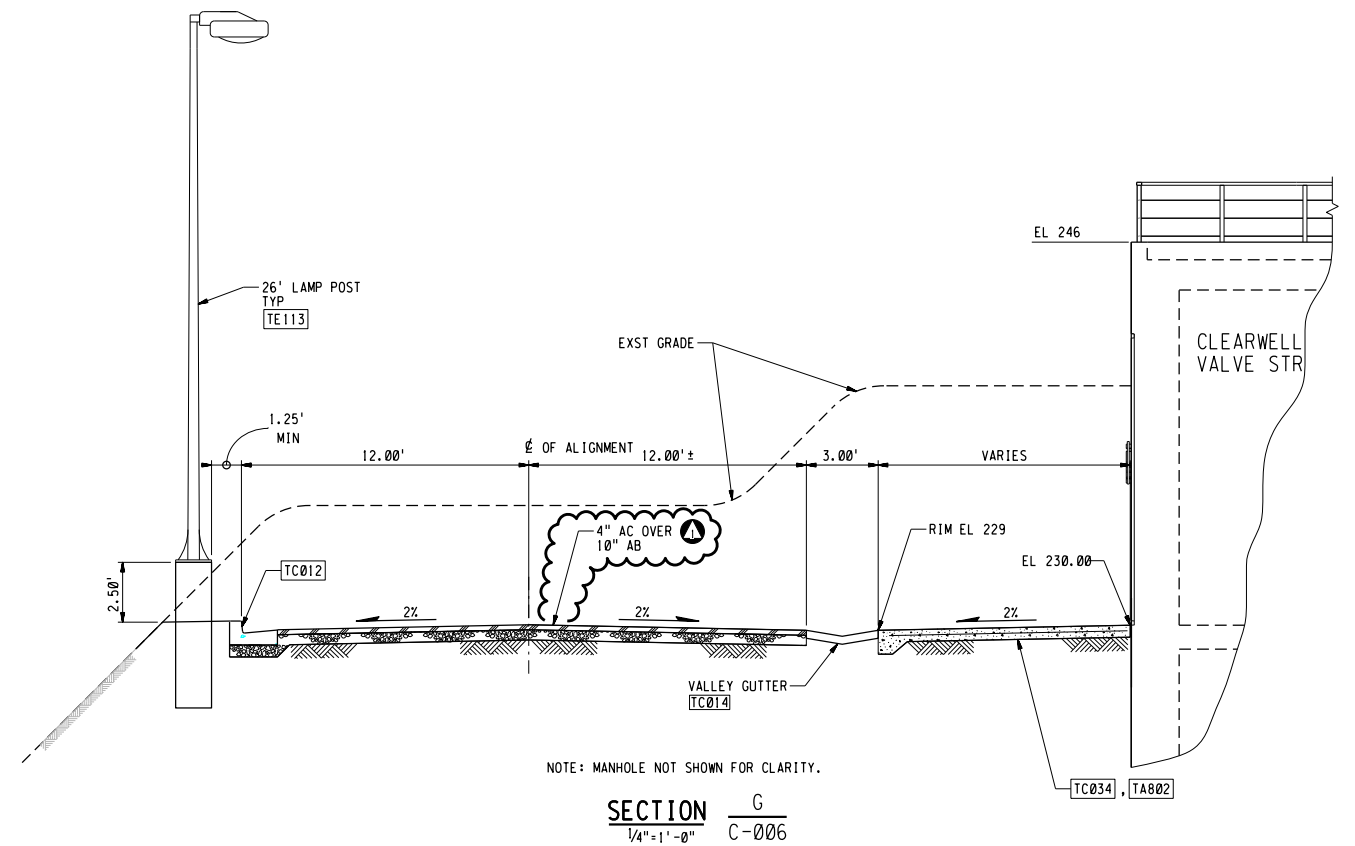 EL 246
26' LAMP POST
TYP
TE113
CLEARWELL
VALVE STR
EXST GRADE
1.25'
MIN
℄ OF ALIGNMENT
12.00'
12.00'±
3.00'
VARIES
4" AC OVER
10" AB
1
RIM EL 229
EL 230.00
TC012
2.50'
2%
2%
2%
VALLEY GUTTER
TC014
NOTE: MANHOLE NOT SHOWN FOR CLARITY.
TC034 , TA802
SECTION G
1/4"=1'-0" C-006